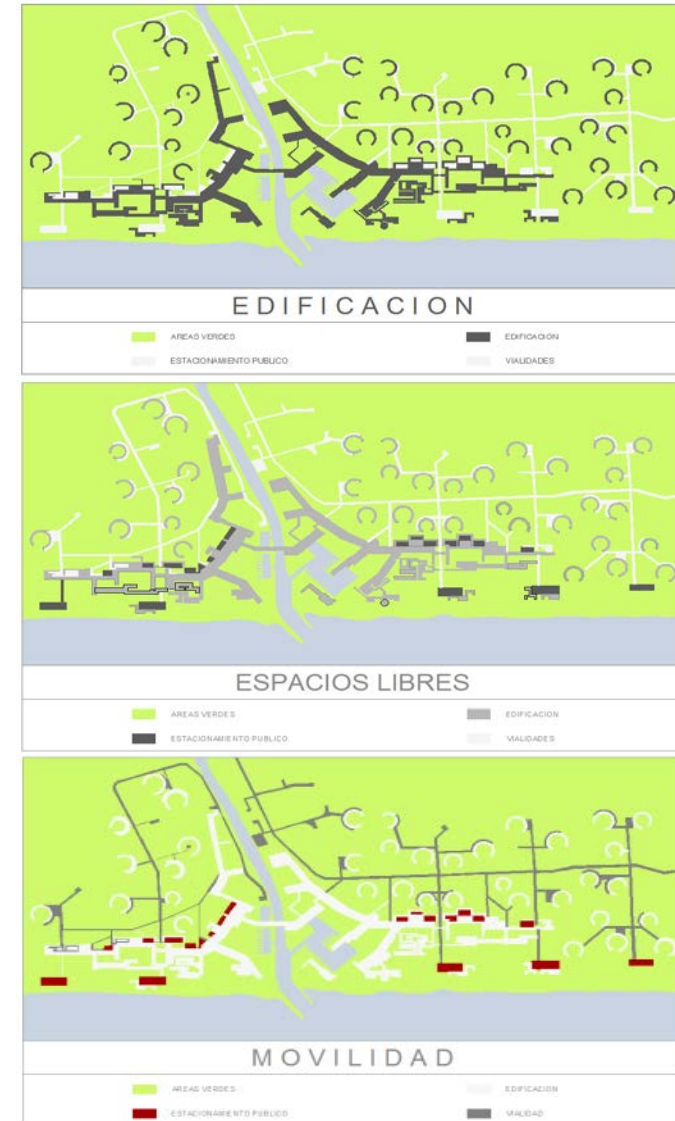 EDIFICACION
AREAS VERDES EDIFICACION
ESTACIONAMIENTO PUBLICO VIALIDADES
ESPACIOS LIBRES
AREAS VERDES EDIFICACION
ESTACIONAMIENTO PUBLICO VIALIDADES
MOVILIDAD
AREAS VERDES EDIFICACION
ESTACIONAMIENTO PUBLICO VIALIDAD